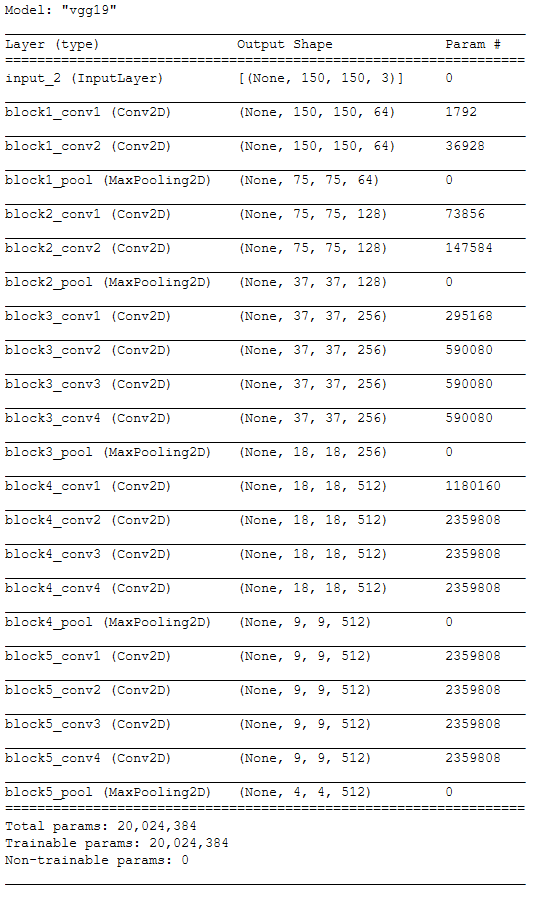 Model: "vgg19"
Layer (type) Output Shape Param #
input_2 (InputLayer) [(None, 150, 150, 3)] 0
block1_conv1 (Conv2D) (None, 150, 150, 64) 1792
block1_conv2 (Conv2D) (None, 150, 150, 64) 36928
block1_pool (MaxPooling2D) (None, 75, 75, 64) 0
block2_conv1 (Conv2D) (None, 75, 75, 128) 73856
block2_conv2 (Conv2D) (None, 75, 75, 128) 147584
block2_pool (MaxPooling2D) (None, 37, 37, 128) 0
block3_conv1 (Conv2D) (None, 37, 37, 256) 295168
block3_conv2 (Conv2D) (None, 37, 37, 256) 590080
block3_conv3 (Conv2D) (None, 37, 37, 256) 590080
block3_conv4 (Conv2D) (None, 37, 37, 256) 590080
block3_pool (MaxPooling2D) (None, 18, 18, 256) 0
block4_conv1 (Conv2D) (None, 18, 18, 512) 1180160
block4_conv2 (Conv2D) (None, 18, 18, 512) 2359808
block4_conv3 (Conv2D) (None, 18, 18, 512) 2359808
block4_conv4 (Conv2D) (None, 18, 18, 512) 2359808
block4_pool (MaxPooling2D) (None, 9, 9, 512) 0
block5_conv1 (Conv2D) (None, 9, 9, 512) 2359808
block5_conv2 (Conv2D) (None, 9, 9, 512) 2359808
block5_conv3 (Conv2D) (None, 9, 9, 512) 2359808
block5_conv4 (Conv2D) (None, 9, 9, 512) 2359808
block5_pool (MaxPooling2D) (None, 4, 4, 512) 0
Total params: 20,024,384
Trainable params: 20,024,384
Non-trainable params: 0